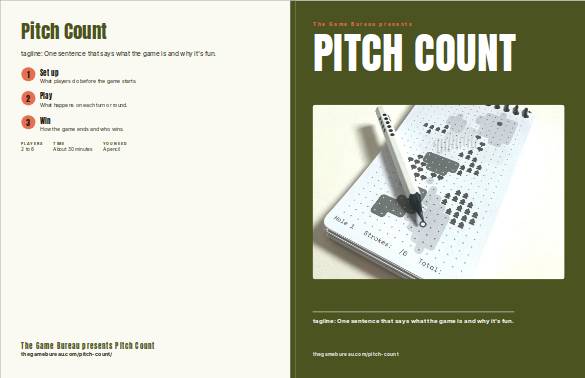 Pitch Count
tagline: One sentence that says what the game is and why it's fun.
1 Set up
What players do before the game starts.
2 Play
What happens on each turn or round.
3 Win
How the game ends and who wins.
PLAYERS TIME YOU NEED
2 to 6 About 30 minutes A pencil
The Game Bureau presents Pitch Count
thegamebureau.com/pitch-count/
The Game Bureau presents
PITCH COUNT
Hole 1 Strokes: /6 Total:
tagline: One sentence that says what the game is and why it's fun.
thegamebureau.com/pitch-count